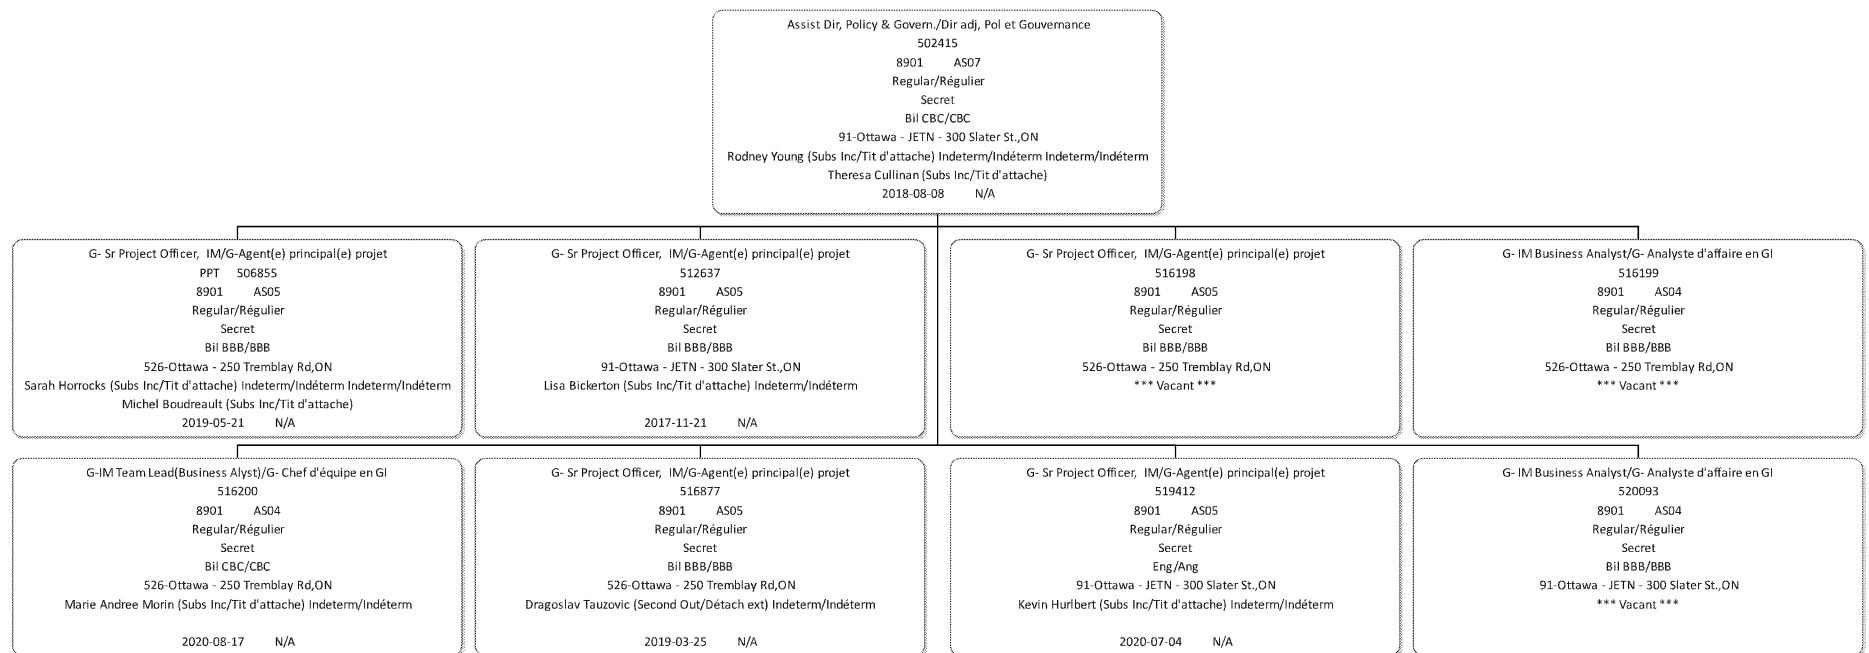 Assist Dir, Policy & Govern./Dir adj, Pol et Gouvernance
502415
8901 AS07
Regular/Régulier
Secret
Bil CBC/CBC
91-Ottawa - JETN - 300 Slater St.,ON
Rodney Young (Subs Inc/Tit d'attache) Indeterm/Indéterm Indeterm/Indéterm
Theresa Cullinan (Subs Inc/Tit d'attache)
2018-08-08 N/A
G- Sr Project Officer, IM/G-Agent(e) principal(e) projet
PPT 506855
8901 AS05
Regular/Régulier
Secret
Bil BBB/BBB
526-Ottawa - 250 Tremblay Rd,ON
Sarah Horrocks (Subs Inc/Tit d'attache) Indeterm/Indéterm Indeterm/Indéterm
Michel Boudreault (Subs Inc/Tit d'attache)
2019-05-21 N/A
G- Sr Project Officer, IM/G-Agent(e) principal(e) projet
512637
8901 AS05
Regular/Régulier
Secret
Bil BBB/BBB
91-Ottawa - JETN - 300 Slater St.,ON
Lisa Bickerton (Subs Inc/Tit d'attache) Indeterm/Indéterm
2017-11-21 N/A
G- Sr Project Officer, IM/G-Agent(e) principal(e) projet
516198
8901 AS05
Regular/Régulier
Secret
Bil BBB/BBB
526-Ottawa - 250 Tremblay Rd,ON
*** Vacant ***
G- IM Business Analyst/G- Analyste d'affaire en GI
516199
8901 AS04
Regular/Régulier
Secret
Bil BBB/BBB
526-Ottawa - 250 Tremblay Rd,ON
*** Vacant ***
G-IM Team Lead(Business Alyst)/G- Chef d'équipe en GI
516200
8901 AS04
Regular/Régulier
Secret
Bil CBC/CBC
526-Ottawa - 250 Tremblay Rd,ON
Marie Andree Morin (Subs Inc/Tit d'attache) Indeterm/Indéterm
2020-08-17 N/A
G- Sr Project Officer, IM/G-Agent(e) principal(e) projet
516877
8901 AS05
Regular/Régulier
Secret
Bil BBB/BBB
526-Ottawa - 250 Tremblay Rd,ON
Dragoslav Tauzovic (Second Out/Détach ext) Indeterm/Indéterm
2019-03-25 N/A
G- Sr Project Officer, IM/G-Agent(e) principal(e) projet
519412
8901 AS05
Regular/Régulier
Secret
Eng/Ang
91-Ottawa - JETN - 300 Slater St.,ON
Kevin Hurlbert (Subs Inc/Tit d'attache) Indeterm/Indéterm
2020-07-04 N/A
G- IM Business Analyst/G- Analyste d'affaire en GI
520093
8901 AS04
Regular/Régulier
Secret
Bil BBB/BBB
91-Ottawa - JETN - 300 Slater St.,ON
*** Vacant ***